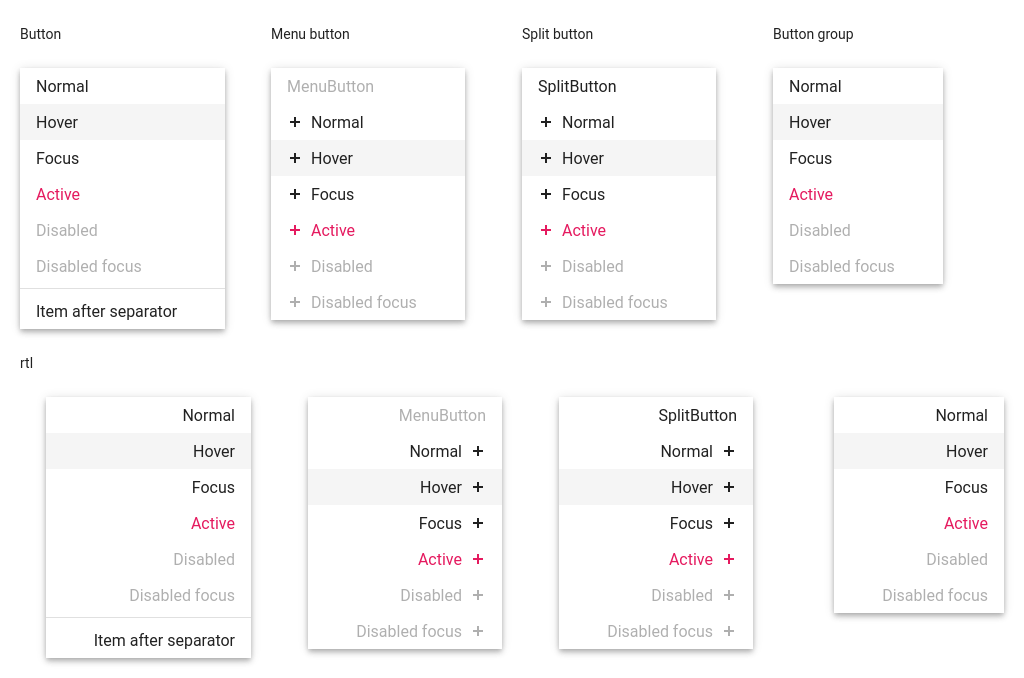 Button
Normal
Hover
Focus
Active
Disabled
Disabled focus
Item after separator
Menu button
MenuButton
Normal
Hover
Focus
Active
Disabled
Disabled focus
Split button
SplitButton
Normal
Hover
Focus
Active
Disabled
Disabled focus
Button group
Normal
Hover
Focus
Active
Disabled
Disabled focus
rtl
Normal
Hover
Focus
Active
Disabled
Disabled focus
Item after separator
MenuButton
Normal
Hover
Focus
Active
Disabled
Disabled focus
SplitButton
Normal
Hover
Focus
Active
Disabled
Disabled focus
Normal
Hover
Focus
Active
Disabled
Disabled focus